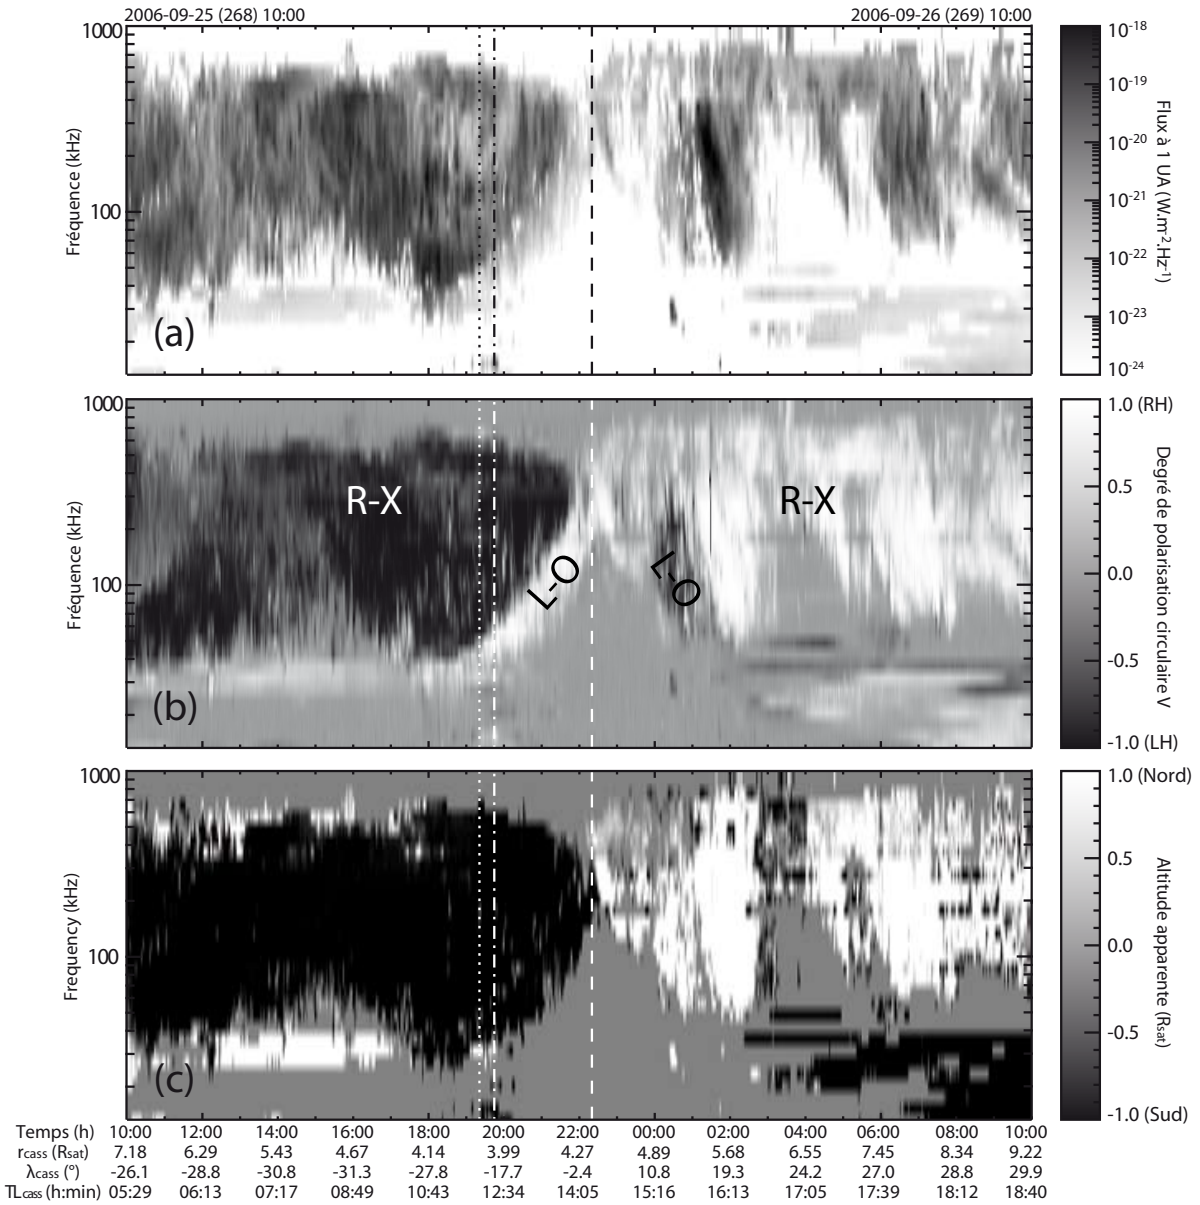 2006-09-25 (268) 10:00
2006-09-26 (269) 10:00
1000
100
Fréquence (kHz)
(a)
10-18
10-19
10-20
10-21
10-22
10-23
10-24
Flux à 1 UA (W.m-2.Hz-1)
1000
100
Fréquence (kHz)
R-X
R-X
L-O
L-O
(b)
1.0 (RH)
0.5
0.0
-0.5
-1.0 (LH)
Degré de polarisation circulaire V
1000
100
Frequency (kHz)
(c)
1.0 (Nord)
0.5
0.0
-0.5
-1.0 (Sud)
Altitude apparente (Rsat)
Temps (h) 10:00 12:00 14:00 16:00 18:00 20:00 22:00 00:00 02:00 04:00 06:00 08:00 10:00
rcass (Rsat) 7.18 6.29 5.43 4.67 4.14 3.99 4.27 4.89 5.68 6.55 7.45 8.34 9.22
λcass (°) -26.1 -28.8 -30.8 -31.3 -27.8 -17.7 -2.4 10.8 19.3 24.2 27.0 28.8 29.9
TLcass (h:min) 05:29 06:13 07:17 08:49 10:43 12:34 14:05 15:16 16:13 17:05 17:39 18:12 18:40